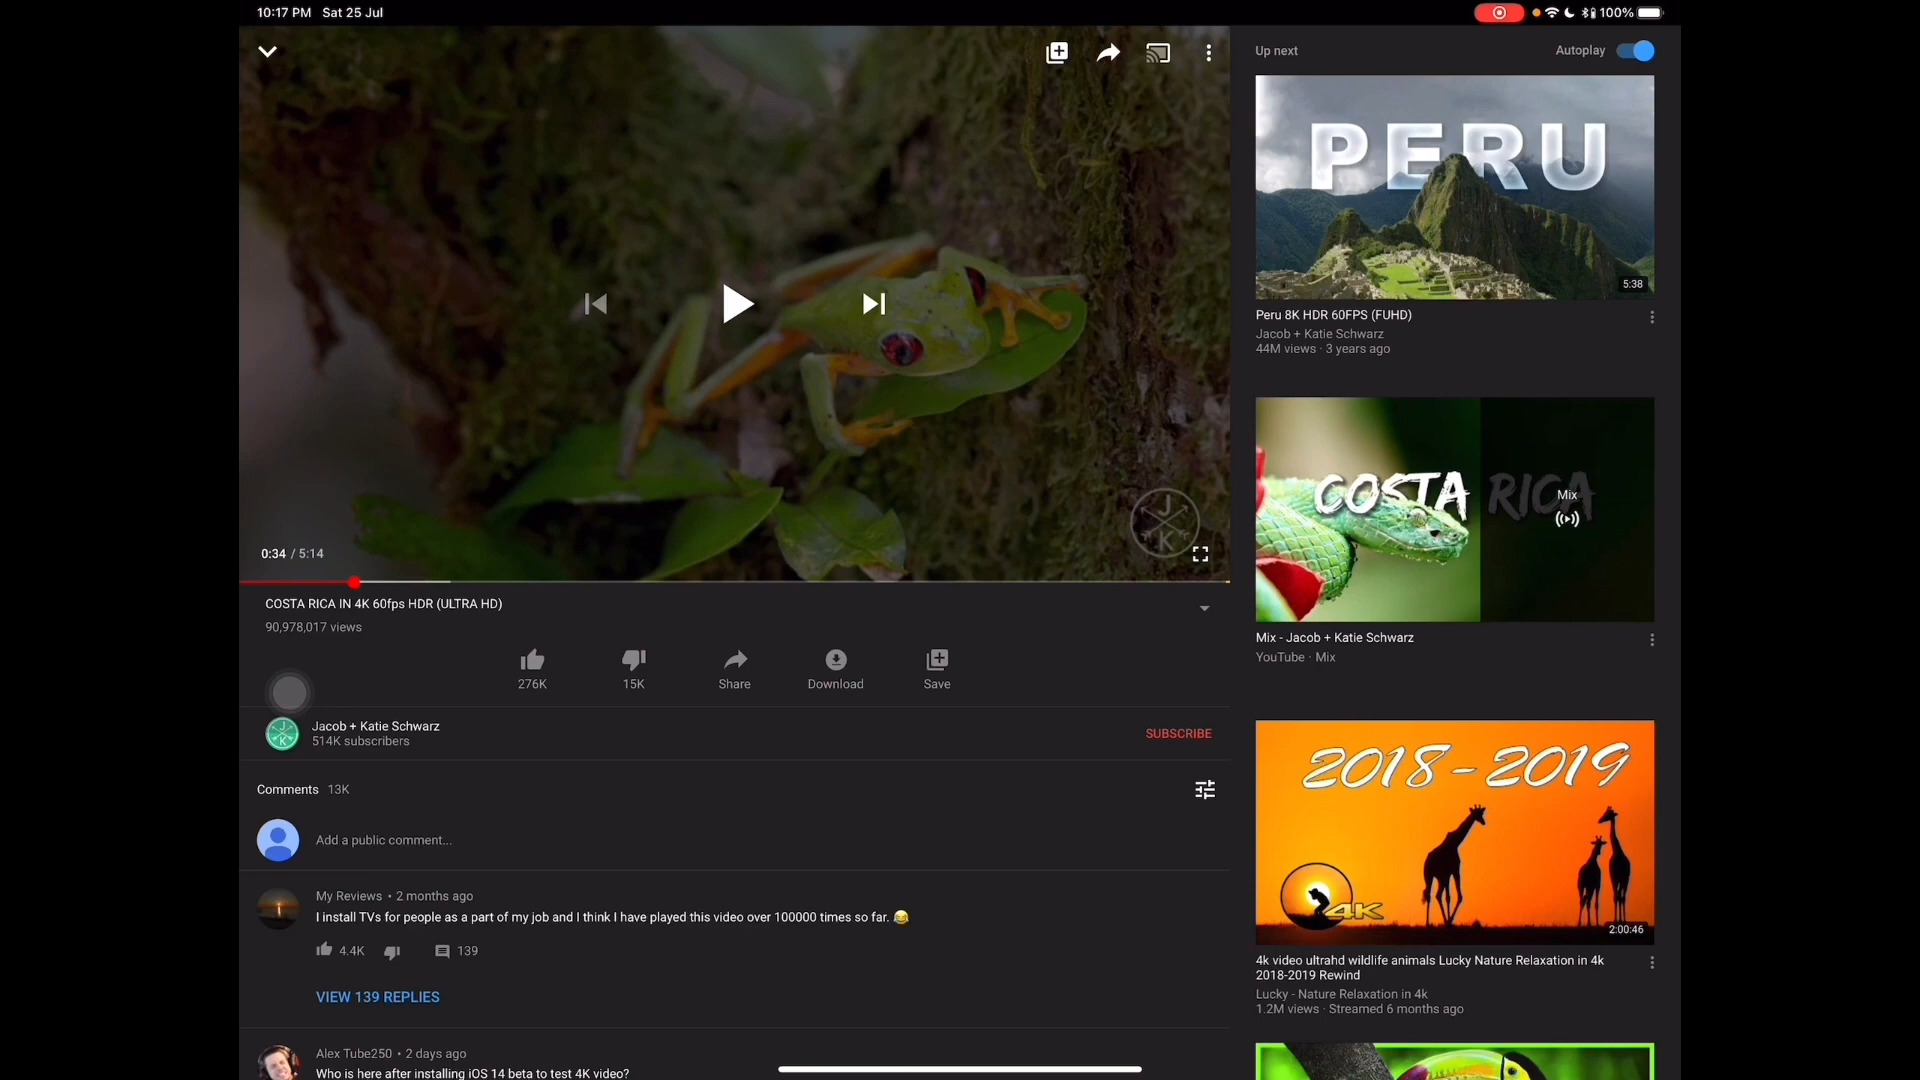 10:17 PM Sat 25 Jul
100%
0:34 / 5:14
J
K
COSTA RICA IN 4K 60fps HDR (ULTRA HD)
90,978,017 views
276K
15K
Share
Download
Save
Jacob + Katie Schwarz
514K subscribers
SUBSCRIBE
Comments 13K
Add a public comment...
My Reviews • 2 months ago
I install TVs for people as a part of my job and I think I have played this video over 100000 times so far. 😂
4.4K
139
VIEW 139 REPLIES
Alex Tube250 • 2 days ago
Who is here after installing iOS 14 beta to test 4K video?
Up next
Autoplay
PERU
5:38
Peru 8K HDR 60FPS (FUHD)
Jacob + Katie Schwarz
44M views · 3 years ago
COSTA RICA
Mix
Mix - Jacob + Katie Schwarz
YouTube · Mix
2018-2019
4K
2:00:46
4k video ultrahd wildlife animals Lucky Nature Relaxation in 4k
2018-2019 Rewind
Lucky - Nature Relaxation in 4k
1.2M views · Streamed 6 months ago